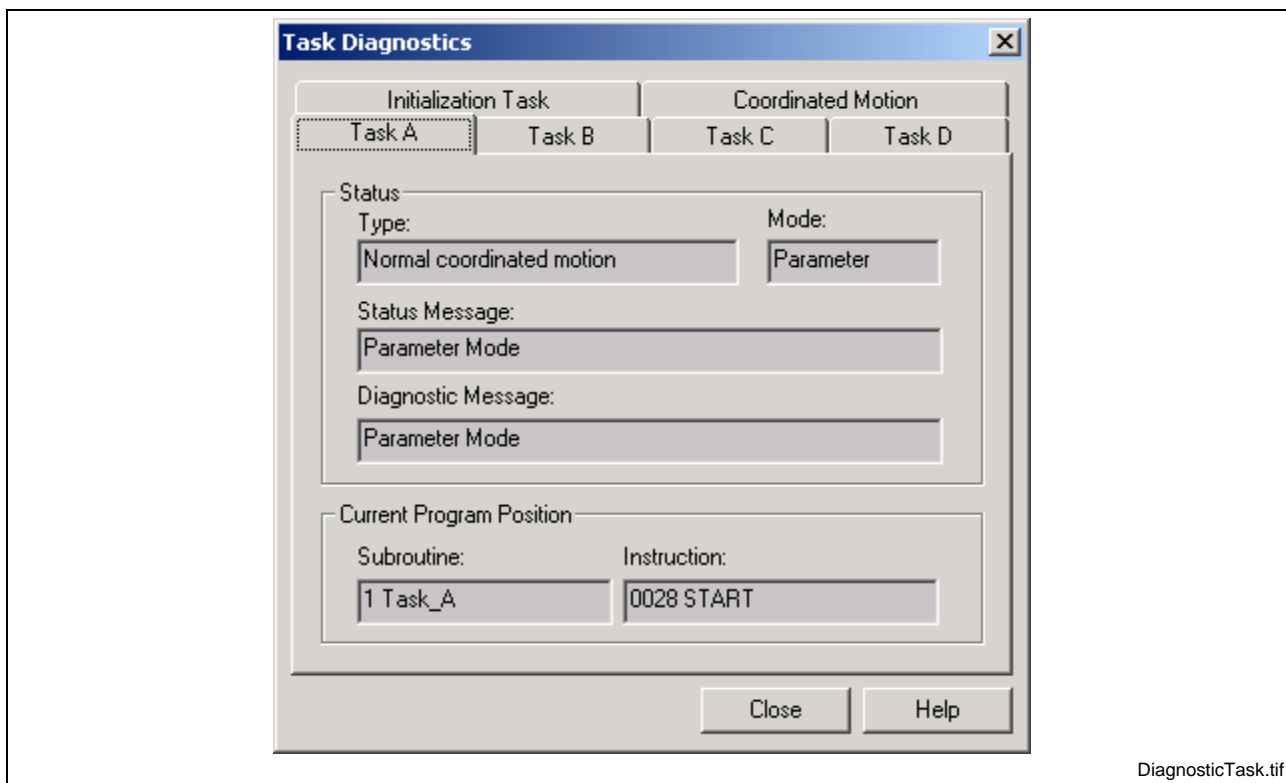 Task Diagnostics
Initialization Task Coordinated Motion
Task A Task B Task C Task D
Status
Type: Mode:
Normal coordinated motion Parameter
Status Message:
Parameter Mode
Diagnostic Message:
Parameter Mode
Current Program Position
Subroutine: Instruction:
1 Task_A 0028 START
Close Help
DiagnosticTask.tif